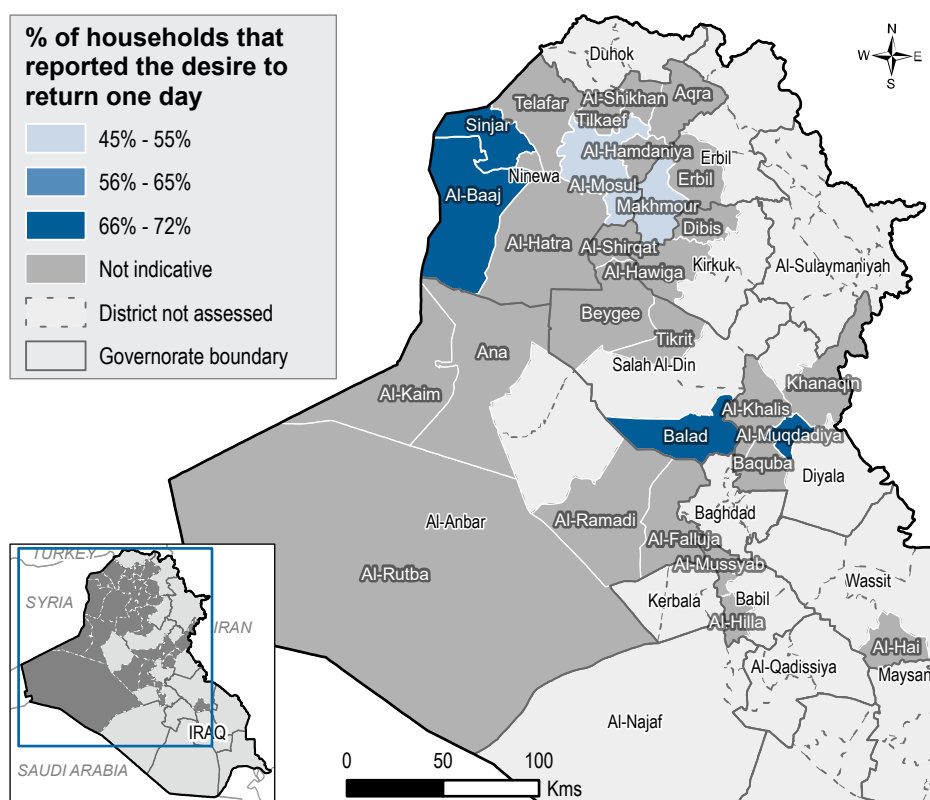 % of households that
reported the desire to
return one day
45% - 55%
56% - 65%
66% - 72%
Not indicative
District not assessed
Governorate boundary
N
W E
S
Duhok
Telafar
Al-Shikhan
Aqra
Tilkaef
Sinjar
Al-Hamdaniya
Erbil
Ninewa
Erbil
Al-Mosul
Al-Baaj
Makhmour
Dibis
Al-Hatra
Al-Shirqat
Kirkuk
Al-Sulaymaniyah
Al-Hawiga
Beygee
Tikrit
Ana
Salah Al-Din
Khanaqin
Al-Kaim
Al-Khalis
Balad
Al-Muqdadiya
Baquba
Diyala
Baghdad
Al-Anbar
Al-Ramadi
Al-Falluja
Al-Mussyab
Al-Rutba
Wassit
Kerbala
Babil
Al-Hilla
Al-Hai
Al-Qadissiya
Maysan
Al-Najaf
TURKEY
SYRIA
IRAN
IRAQ
SAUDI ARABIA
0 50 100
Kms